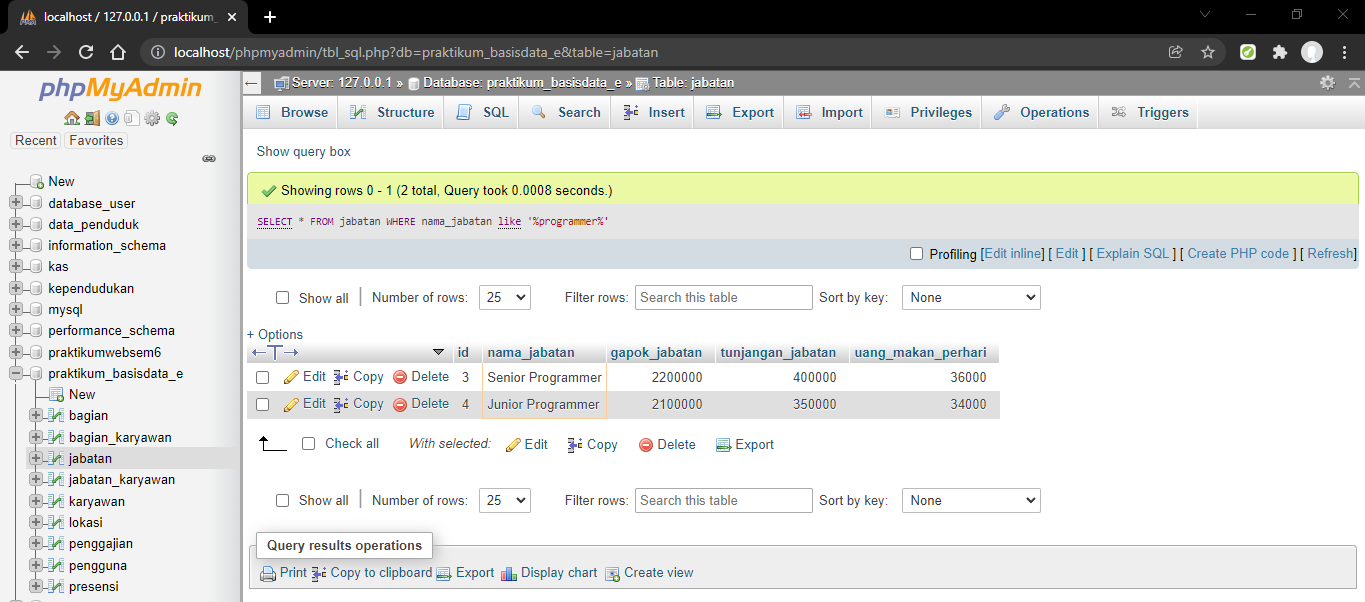 localhost / 127.0.0.1 / praktikum_
localhost/phpmyadmin/tbl_sql.php?db=praktikum_basisdata_e&table=jabatan
phpMyAdmin
Recent Favorites
New
database_user
data_penduduk
information_schema
kas
kependudukan
mysql
performance_schema
praktikumwebsem6
praktikum_basisdata_e
New
bagian
bagian_karyawan
jabatan
jabatan_karyawan
karyawan
lokasi
penggajian
pengguna
presensi
Server: 127.0.0.1 » Database: praktikum_basisdata_e » Table: jabatan
Browse Structure SQL Search Insert Export Import Privileges Operations Triggers
Show query box
Showing rows 0 - 1 (2 total, Query took 0.0008 seconds.)
SELECT * FROM jabatan WHERE nama_jabatan like '%programmer%'
Profiling [Edit inline] [ Edit ] [ Explain SQL ] [ Create PHP code ] [ Refresh]
Show all | Number of rows: 25 Filter rows: Search this table Sort by key: None
+ Options
←T→ id nama_jabatan gapok_jabatan tunjangan_jabatan uang_makan_perhari
Edit Copy Delete 3 Senior Programmer 2200000 400000 36000
Edit Copy Delete 4 Junior Programmer 2100000 350000 34000
Check all With selected: Edit Copy Delete Export
Show all | Number of rows: 25 Filter rows: Search this table Sort by key: None
Query results operations
Print Copy to clipboard Export Display chart Create view